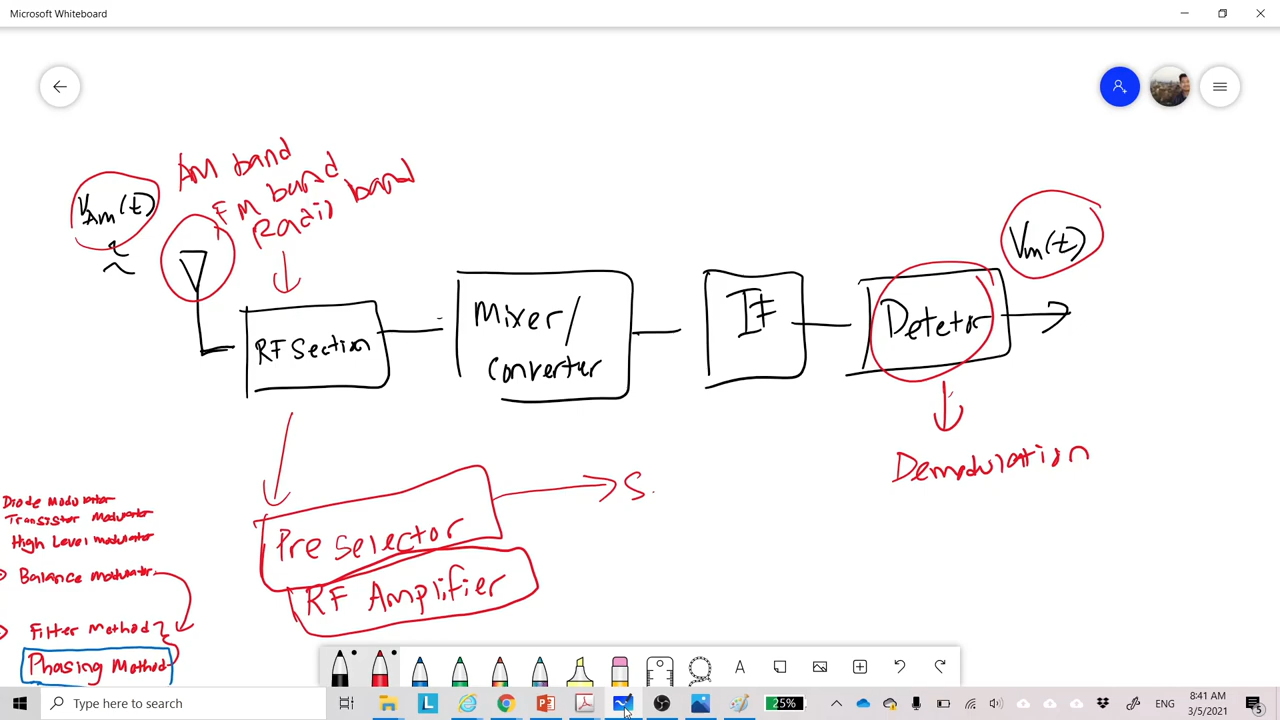 Microsoft Whiteboard
AM band
FM band
Radio band
VAm(t)
Vm(t)
RF Section
Mixer/
Converter
IF
Detetor
Demodulation
Pre selector
S.
RF Amplifier
Diode Modulator
Transistor Modulator
High Level modulator
Balance modulator
Filter Method
Phasing Method
A
Type here to search
L
25%
8:41 AM
3/5/2021
5